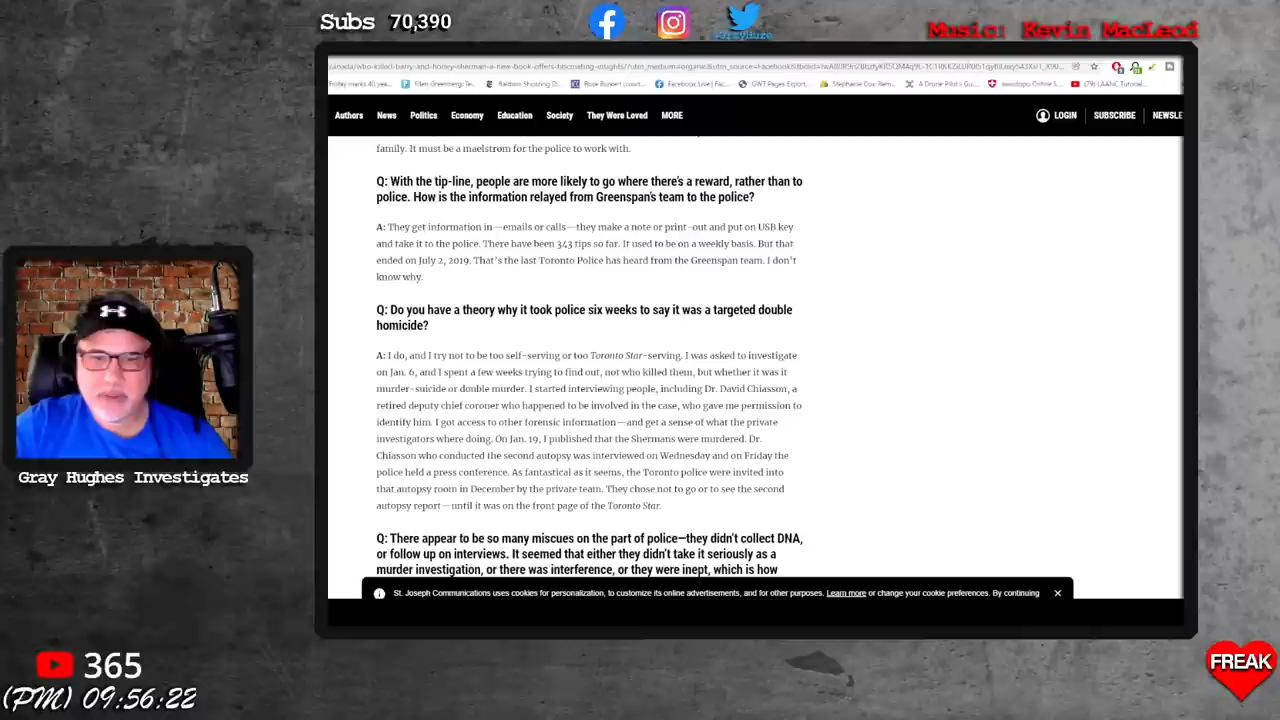 Subs 70,390
Music: Kevin MacLeod
Authors News Politics Economy Education Society They Were Loved MORE LOGIN SUBSCRIBE NEWSLE
family. It must be a maelstrom for the police to work with.
Q: With the tip-line, people are more likely to go where there's a reward, rather than to
police. How is the information relayed from Greenspan's team to the police?
A: They get information in—emails or calls—they make a note or print-out and put on USB key
and take it to the police. There have been 343 tips so far. It used to be on a weekly basis. But that
ended on July 2, 2019. That's the last Toronto Police has heard from the Greenspan team. I don't
know why.
Q: Do you have a theory why it took police six weeks to say it was a targeted double
homicide?
A: I do, and I try not to be too self-serving or too Toronto Star-serving. I was asked to investigate
on Jan. 6, and I spent a few weeks trying to find out, not who killed them, but whether it was it
murder-suicide or double murder. I started interviewing people, including Dr. David Chiasson, a
retired deputy chief coroner who happened to be involved in the case, who gave me permission to
identify him. I got access to other forensic information—and get a sense of what the private
investigators where doing. On Jan. 19, I published that the Shermans were murdered. Dr.
Chiasson who conducted the second autopsy was interviewed on Wednesday and on Friday the
police held a press conference. As fantastical as it seems, the Toronto police were invited into
that autopsy room in December by the private team. They chose not to go or to see the second
autopsy report—until it was on the front page of the Toronto Star.
Q: There appear to be so many miscues on the part of police—they didn't collect DNA,
or follow up on interviews. It seemed that either they didn't take it seriously as a
murder investigation, or there was interference, or they were inept, which is how
St. Joseph Communications uses cookies for personalization, to customize its online advertisements, and for other purposes. Learn more or change your cookie preferences. By continuing
Gray Hughes Investigates
365
(PM) 09:56:22
FREAK